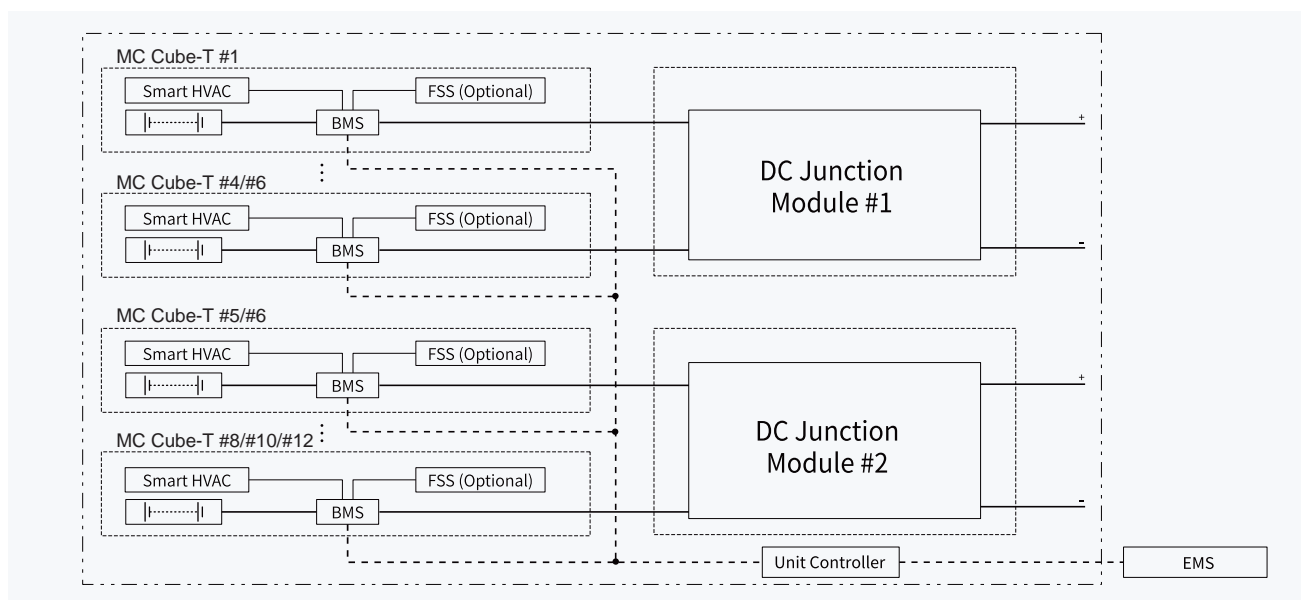 MC Cube-T #1
Smart HVAC
FSS (Optional)
BMS
MC Cube-T #4/#6
Smart HVAC
FSS (Optional)
BMS
DC Junction
Module #1
+
-
MC Cube-T #5/#6
Smart HVAC
FSS (Optional)
BMS
MC Cube-T #8/#10/#12
Smart HVAC
FSS (Optional)
BMS
DC Junction
Module #2
+
-
Unit Controller
EMS